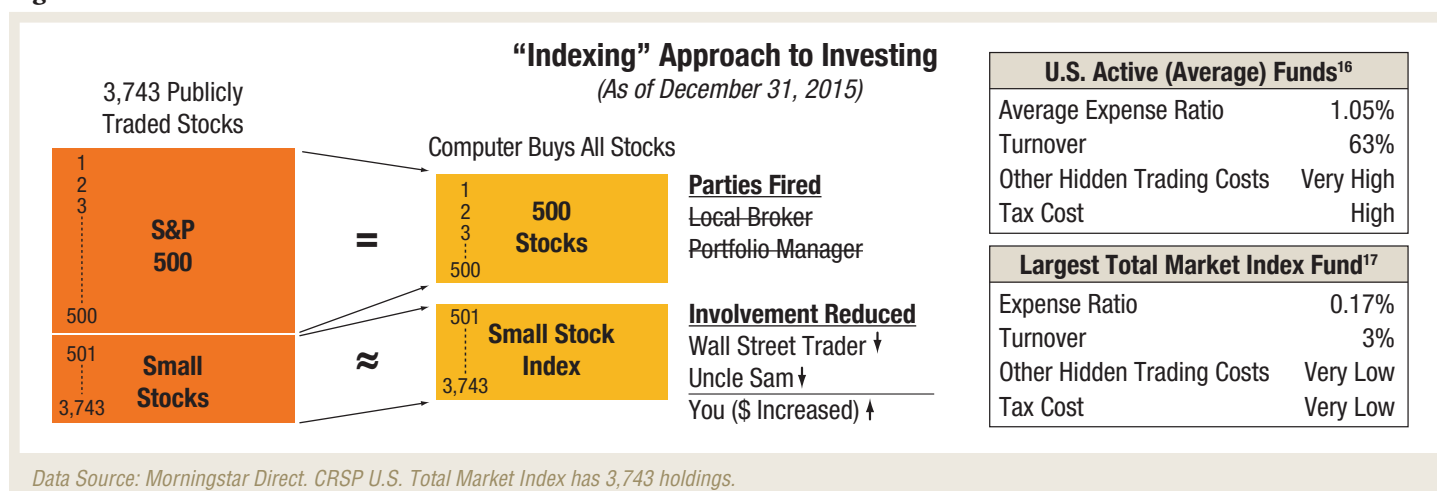 “Indexing” Approach to Investing
(As of December 31, 2015)
3,743 Publicly
Traded Stocks
1
2
3
500
S&P
500
501
3,743
Small
Stocks
=
≈
Computer Buys All Stocks
1
2
3
500
500
Stocks
501
3,743
Small Stock
Index
Parties Fired
Local Broker
Portfolio Manager
Involvement Reduced
Wall Street Trader
Uncle Sam
You ($ Increased)
U.S. Active (Average) Funds16
Average Expense Ratio 1.05%
Turnover 63%
Other Hidden Trading Costs Very High
Tax Cost High
Largest Total Market Index Fund17
Expense Ratio 0.17%
Turnover 3%
Other Hidden Trading Costs Very Low
Tax Cost Very Low
Data Source: Morningstar Direct. CRSP U.S. Total Market Index has 3,743 holdings.